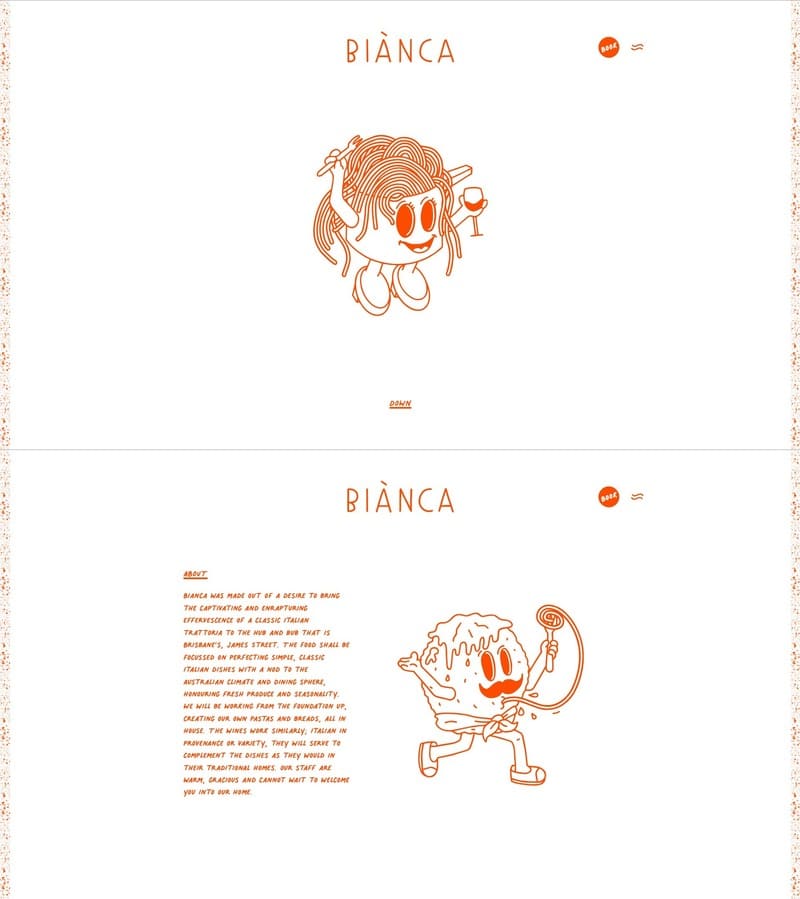 BIÀNCA
BOOK
DOWN
BIÀNCA
BOOK
ABOUT
BIANCA WAS MADE OUT OF A DESIRE TO BRING
THE CAPTIVATING AND ENRAPTURING
EFFERVESCENCE OF A CLASSIC ITALIAN
TRATTORIA TO THE HUB AND BUB THAT IS
BRISBANE'S, JAMES STREET. THE FOOD SHALL BE
FOCUSSED ON PERFECTING SIMPLE, CLASSIC
ITALIAN DISHES WITH A NOD TO THE
AUSTRALIAN CLIMATE AND DINING SPHERE,
HONOURING FRESH PRODUCE AND SEASONALITY.
WE WILL BE WORKING FROM THE FOUNDATION UP,
CREATING OUR OWN PASTAS AND BREADS, ALL IN
HOUSE. THE WINES WORK SIMILARLY; ITALIAN IN
PROVENANCE OR VARIETY, THEY WILL SERVE TO
COMPLEMENT THE DISHES AS THEY WOULD IN
THEIR TRADITIONAL HOMES. OUR STAFF ARE
WARM, GRACIOUS AND CANNOT WAIT TO WELCOME
YOU INTO OUR HOME.